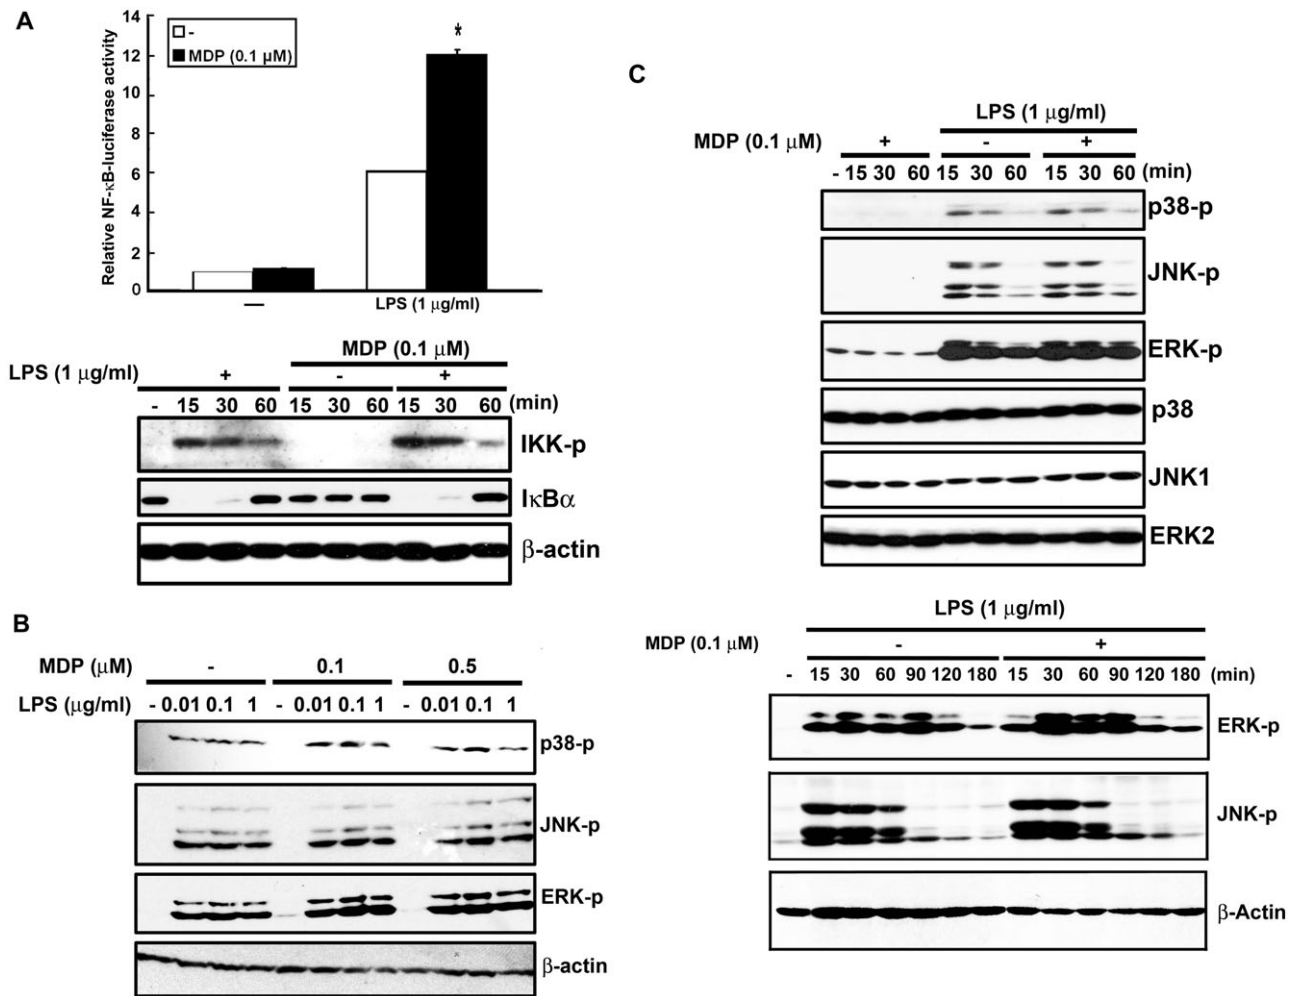 A
Relative NF-κB-luciferase activity
14
12
10
8
6
4
2
0
-
MDP (0.1 μM)
*
— LPS (1 μg/ml)
MDP (0.1 μM)
LPS (1 μg/ml) + - +
- 15 30 60 15 30 60 15 30 60 (min)
IKK-p
IκBα
β-actin
B
MDP (μM) - 0.1 0.5
LPS (μg/ml) - 0.01 0.1 1 - 0.01 0.1 1 - 0.01 0.1 1
p38-p
JNK-p
ERK-p
β-actin
C
LPS (1 μg/ml)
MDP (0.1 μM) + - +
- 15 30 60 15 30 60 15 30 60 (min)
p38-p
JNK-p
ERK-p
p38
JNK1
ERK2
LPS (1 μg/ml)
MDP (0.1 μM) - +
- 15 30 60 90 120 180 15 30 60 90 120 180 (min)
ERK-p
JNK-p
β-Actin